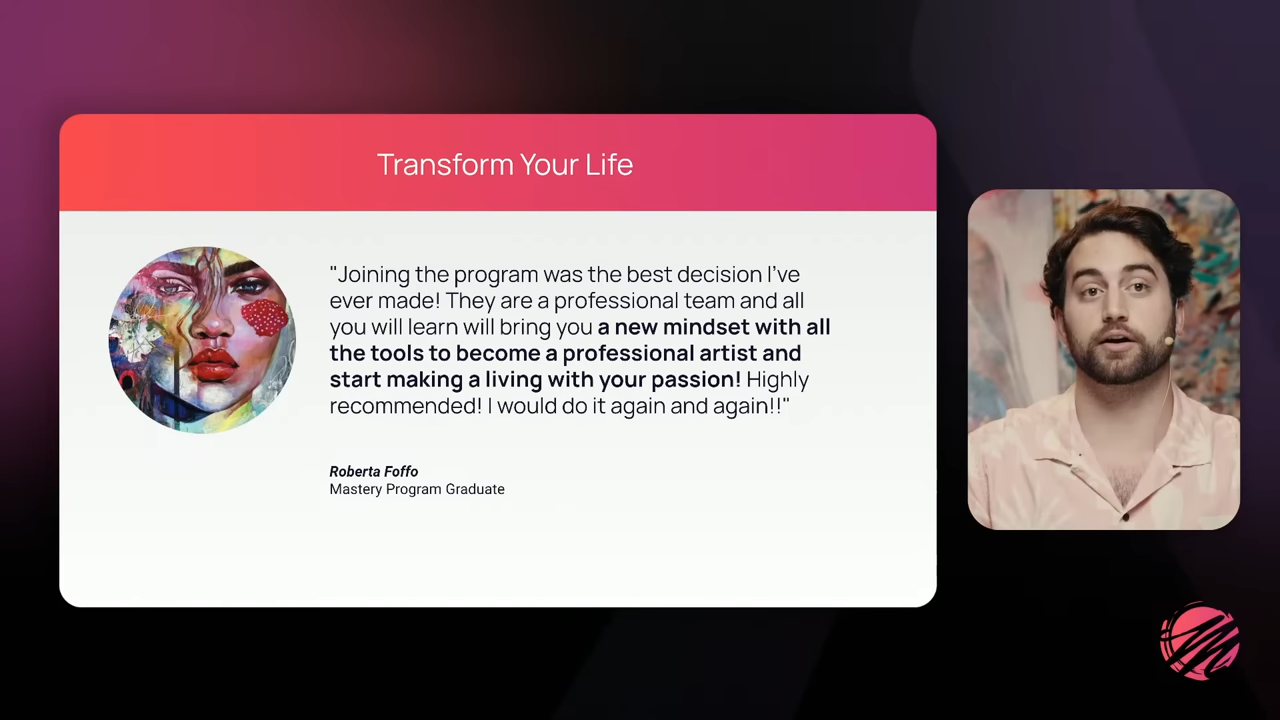 Transform Your Life
"Joining the program was the best decision I've
ever made! They are a professional team and all
you will learn will bring you a new mindset with all
the tools to become a professional artist and
start making a living with your passion! Highly
recommended! I would do it again and again!!"
Roberta Foffo
Mastery Program Graduate